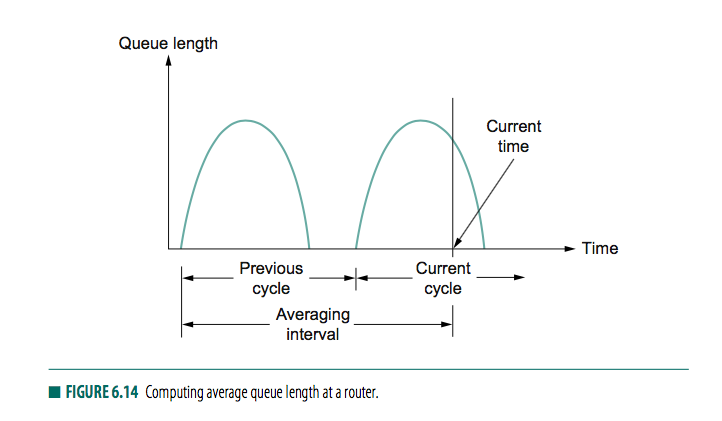 Queue length
Current
time
Time
Previous
cycle
Current
cycle
Averaging
interval
FIGURE 6.14 Computing average queue length at a router.